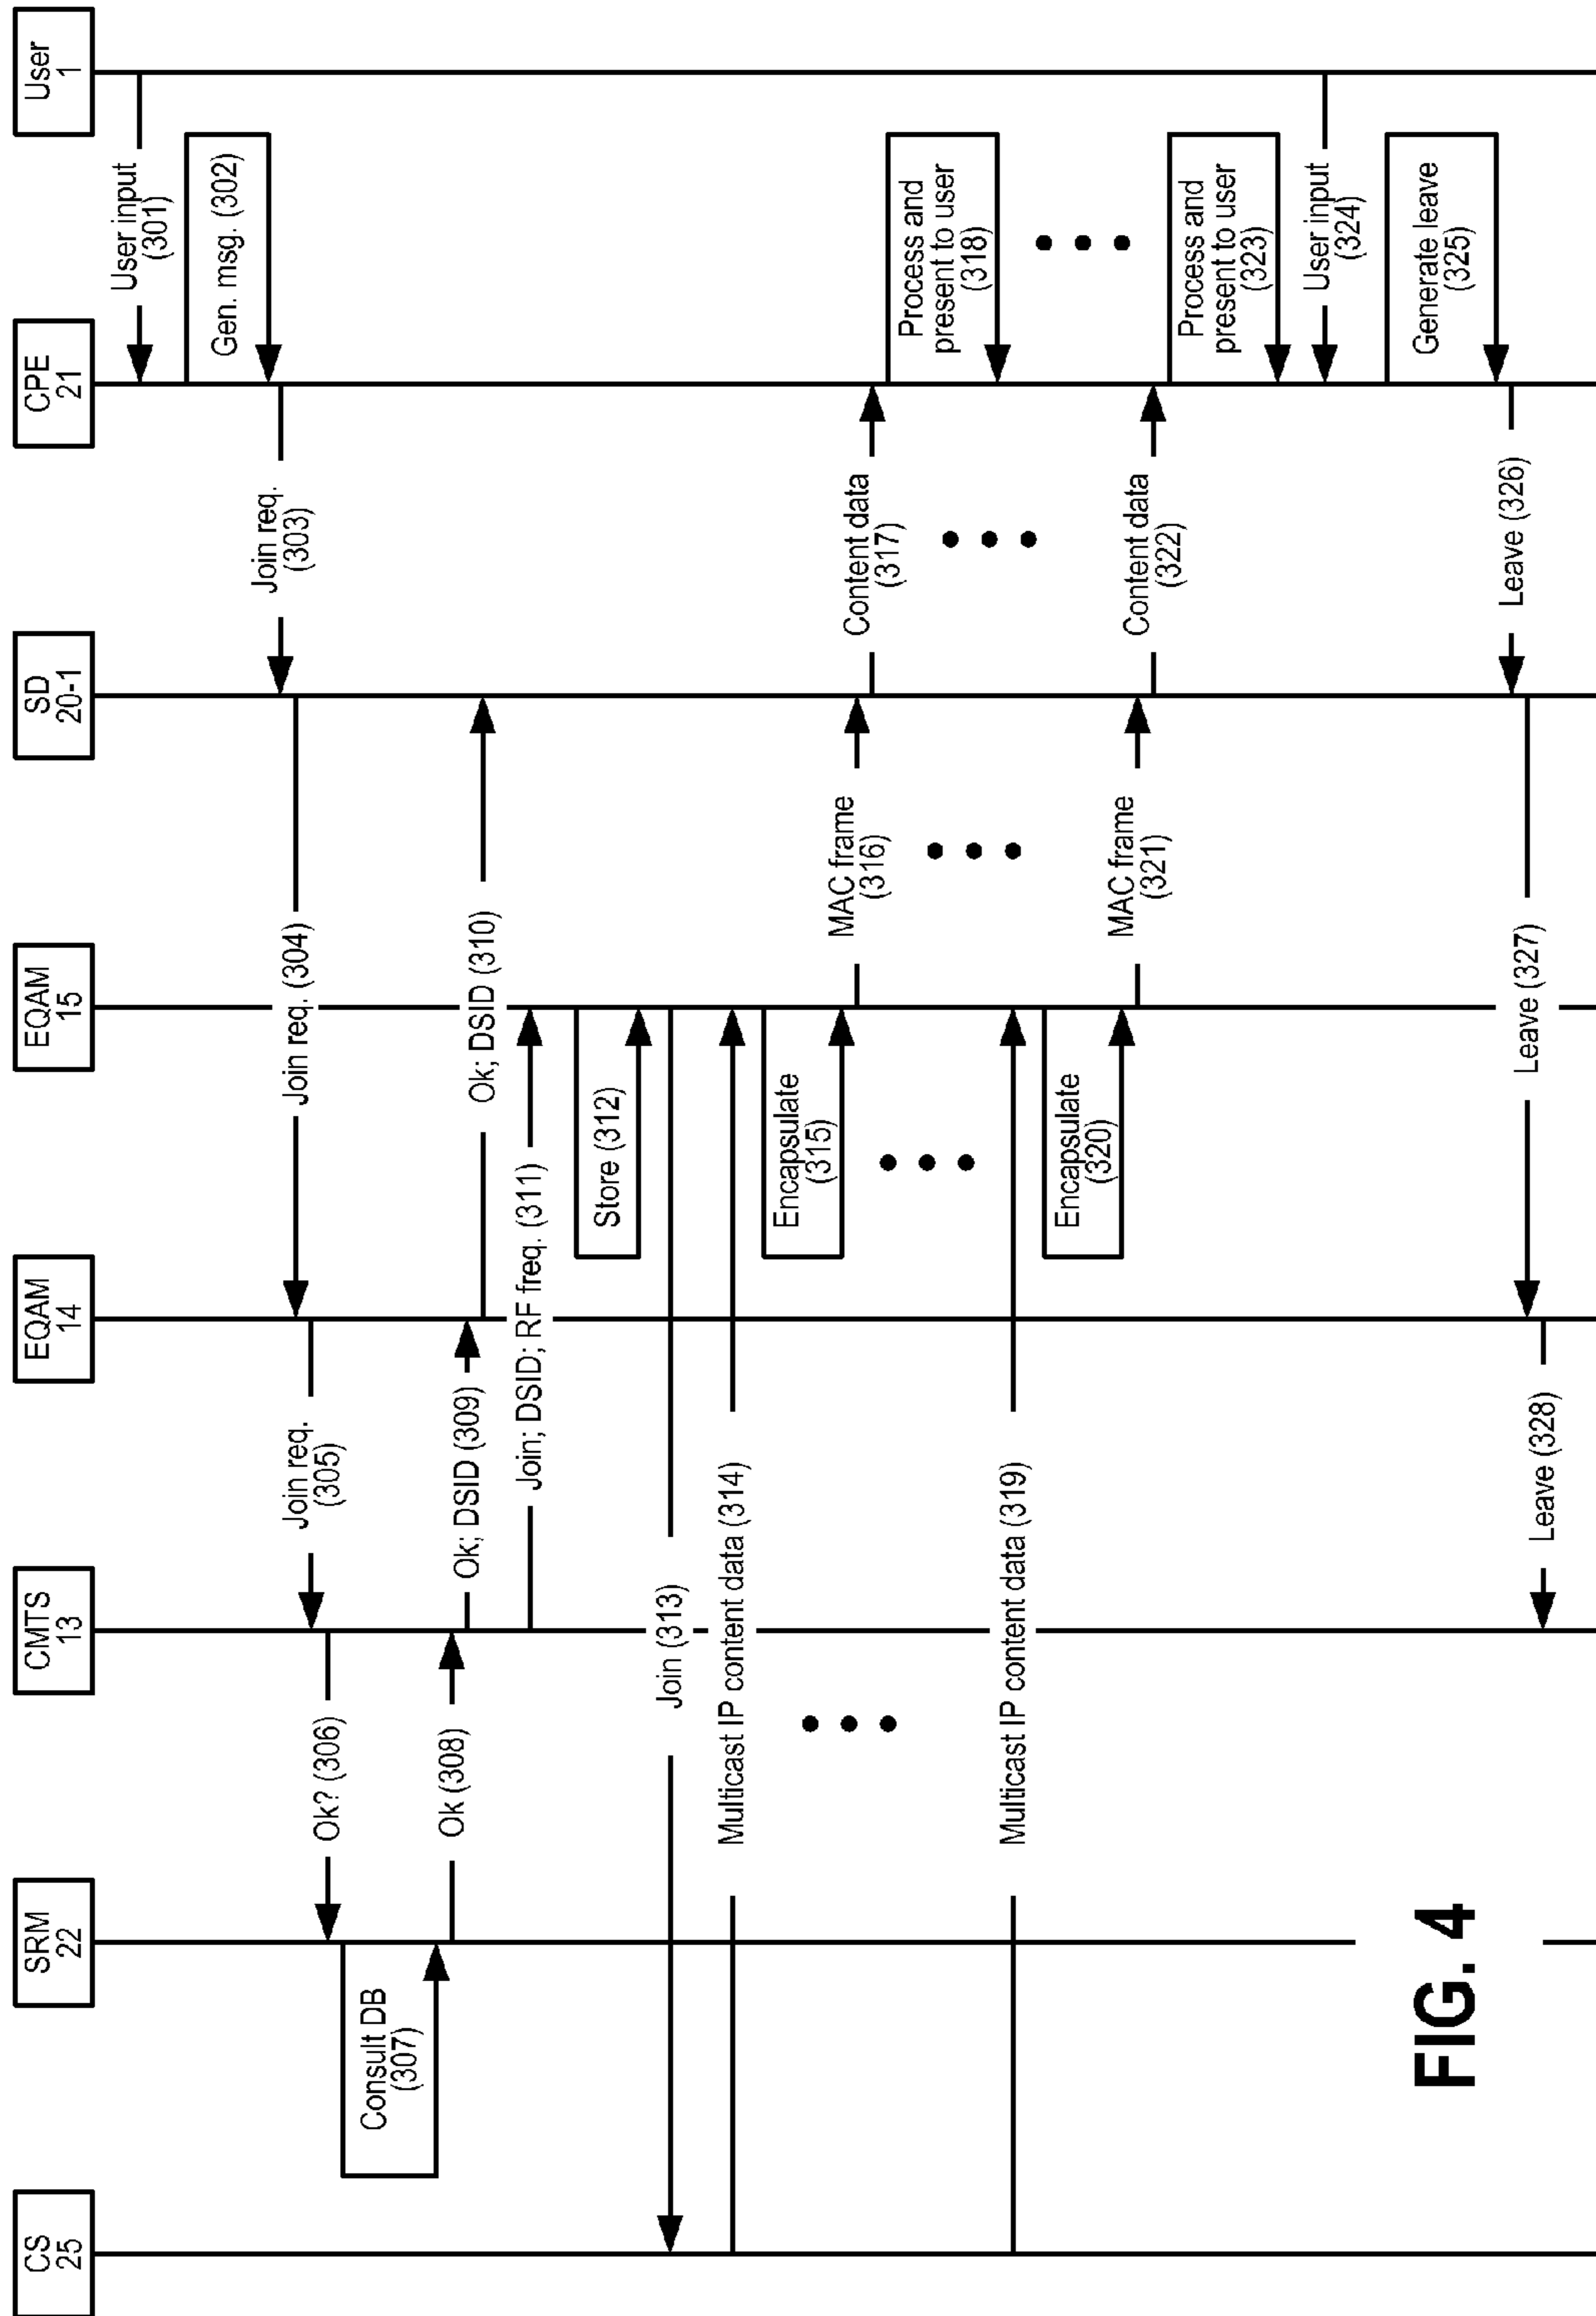 CS
25
SRM
22
CMTS
13
EQAM
14
EQAM
15
SD
20-1
CPE
21
User
1
User input
(301)
Gen. msg. (302)
Join req.
(303)
Join req. (304)
Join req.
(305)
Ok? (306)
Consult DB
(307)
Ok (308)
Ok; DSID (309)
Ok; DSID (310)
Join; DSID; RF freq. (311)
Store (312)
Join (313)
Multicast IP content data (314)
Encapsulate
(315)
MAC frame
(316)
Content data
(317)
Process and
present to user
(318)
Multicast IP content data (319)
Encapsulate
(320)
MAC frame
(321)
Content data
(322)
Process and
present to user
(323)
User input
(324)
Generate leave
(325)
Leave (326)
Leave (327)
Leave (328)
FIG. 4